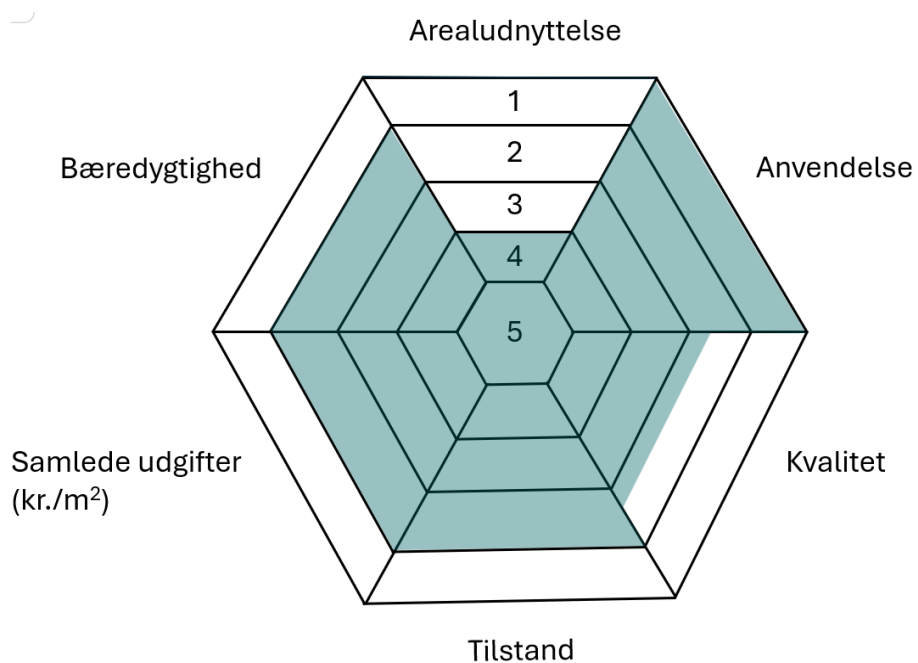 Arealudnyttelse
1
2
3
4
5
Bæredygtighed
Anvendelse
Samlede udgifter
(kr./m²)
Kvalitet
Tilstand